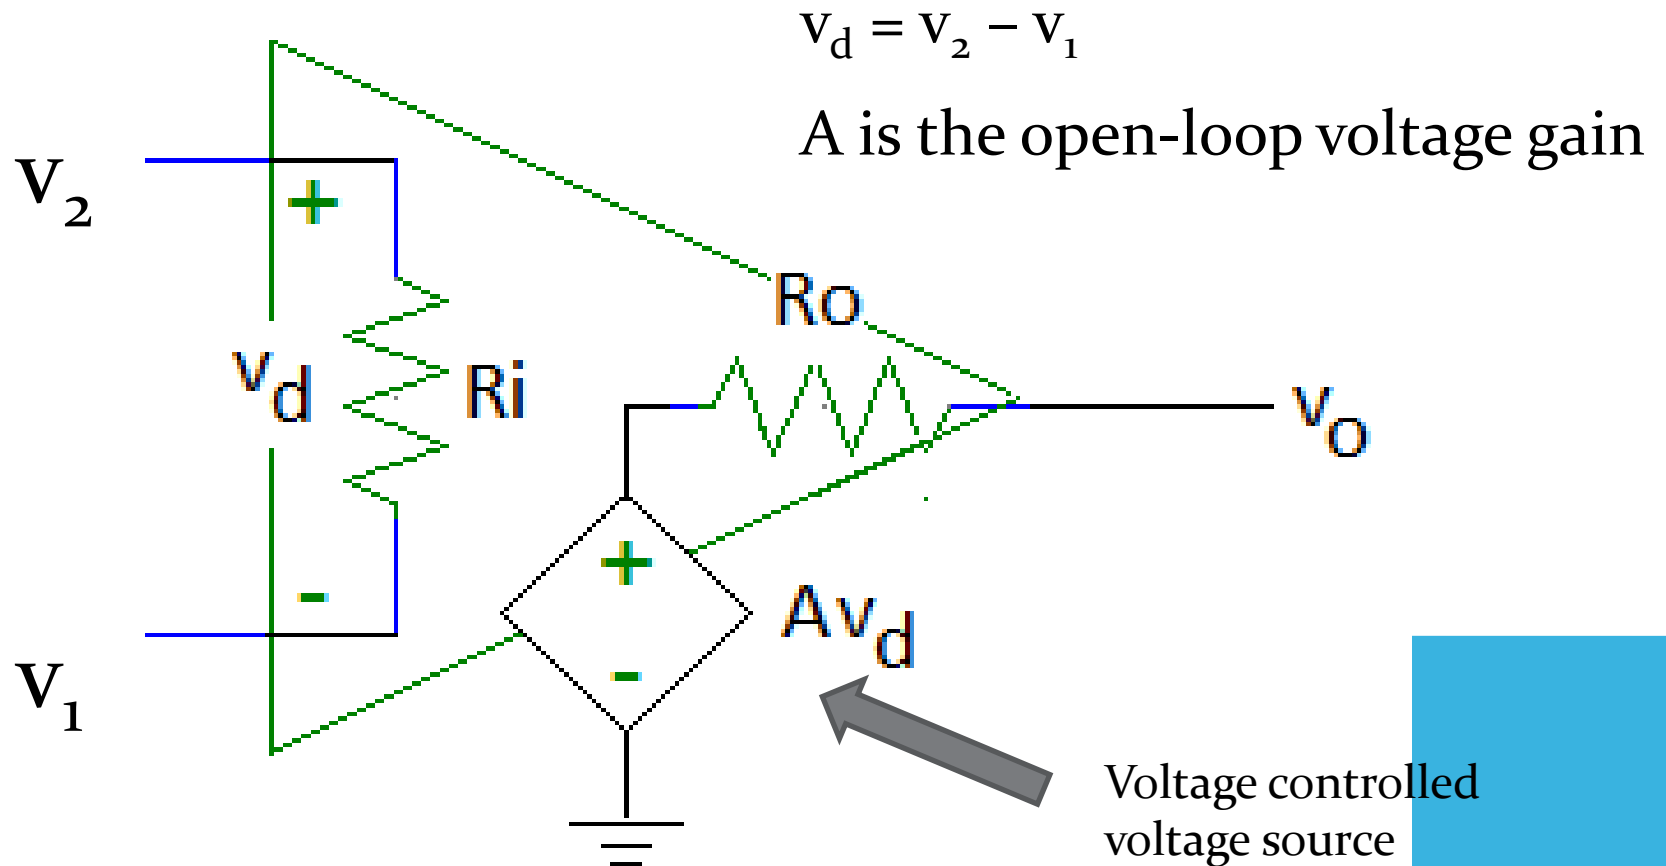 v₂
v₁
vd = v₂ – v₁
A is the open-loop voltage gain
+
vd
-
Ri
Ro
vo
+
-
Avd
Voltage controlled
voltage source